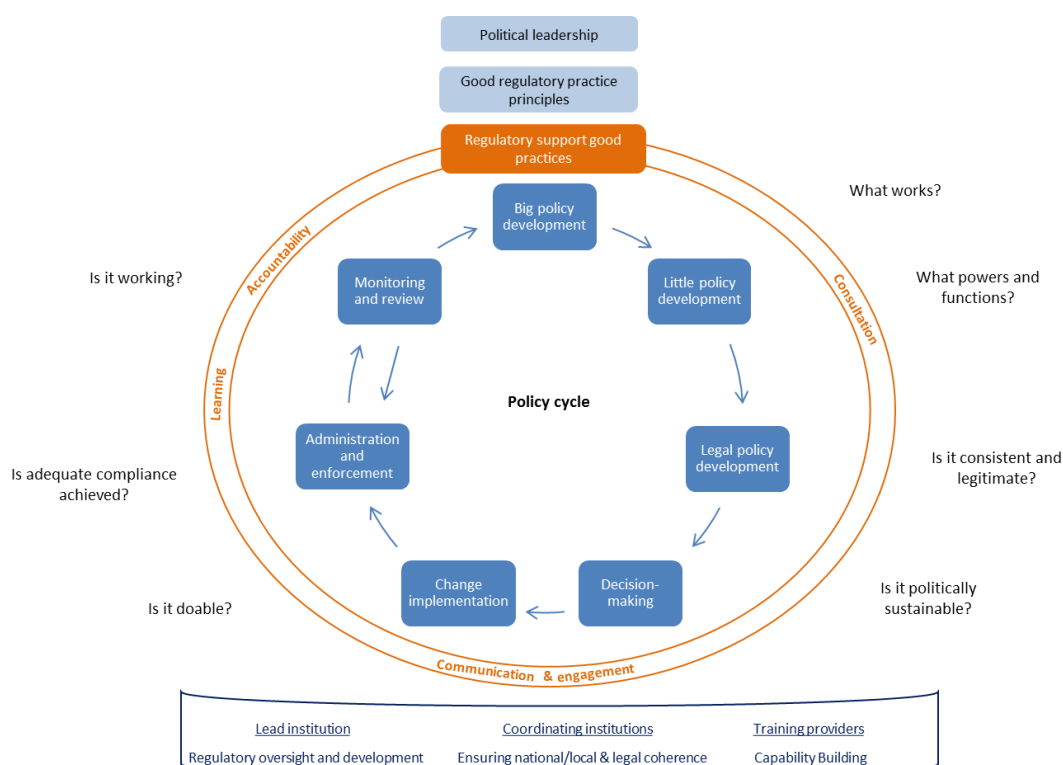 Political leadership
Good regulatory practice
principles
Regulatory support good
practices
What works?
Big policy
development
Accountability
Is it working?
Monitoring
and review
Little policy
development
What powers and
functions?
Consultation
Learning
Policy cycle
Administration
and
enforcement
Legal policy
development
Is it consistent and
legitimate?
Is adequate compliance
achieved?
Change
implementation
Decision-
making
Is it doable?
Is it politically
sustainable?
Communication & engagement
Lead institution
Coordinating institutions
Training providers
Regulatory oversight and development
Ensuring national/local & legal coherence
Capability Building